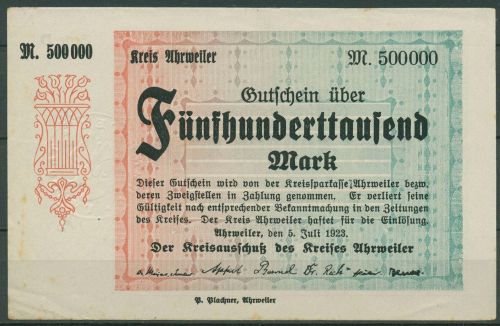 M. 500 000
Kreis Ahrweiler
M. 500000
Gutschein über
Fünfhunderttausend
Mark
Dieser Gutschein wird von der Kreissparkasse Ahrweiler bezw.
deren Zweigstellen in Zahlung genommen. Er verliert seine
Gültigkeit nach entsprechender Bekanntmachung in den Zeitungen
des Kreises. Der Kreis Ahrweiler haftet für die Einlösung.
Ahrweiler, den 5. Juli 1923.
Der Kreisausschuß des Kreises Ahrweiler
P. Plachner, Ahrweiler